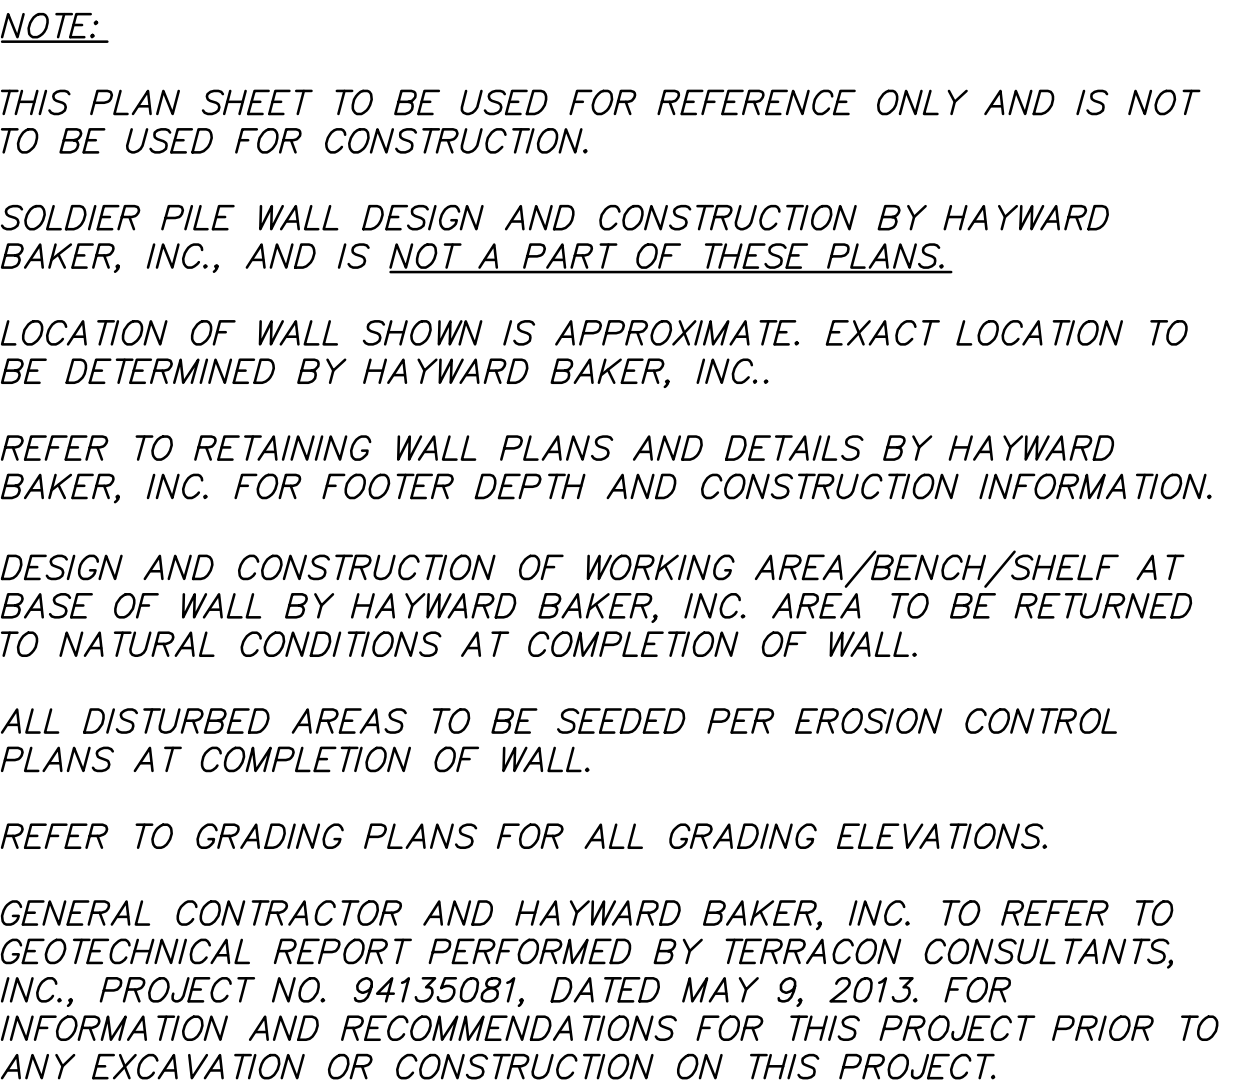 NOTE:
THIS PLAN SHEET TO BE USED FOR REFERENCE ONLY AND IS NOT
TO BE USED FOR CONSTRUCTION.
SOLDIER PILE WALL DESIGN AND CONSTRUCTION BY HAYWARD
BAKER, INC., AND IS NOT A PART OF THESE PLANS.
LOCATION OF WALL SHOWN IS APPROXIMATE. EXACT LOCATION TO
BE DETERMINED BY HAYWARD BAKER, INC..
REFER TO RETAINING WALL PLANS AND DETAILS BY HAYWARD
BAKER, INC. FOR FOOTER DEPTH AND CONSTRUCTION INFORMATION.
DESIGN AND CONSTRUCTION OF WORKING AREA/BENCH/SHELF AT
BASE OF WALL BY HAYWARD BAKER, INC. AREA TO BE RETURNED
TO NATURAL CONDITIONS AT COMPLETION OF WALL.
ALL DISTURBED AREAS TO BE SEEDED PER EROSION CONTROL
PLANS AT COMPLETION OF WALL.
REFER TO GRADING PLANS FOR ALL GRADING ELEVATIONS.
GENERAL CONTRACTOR AND HAYWARD BAKER, INC. TO REFER TO
GEOTECHNICAL REPORT PERFORMED BY TERRACON CONSULTANTS,
INC., PROJECT NO. 94135081, DATED MAY 9, 2013. FOR
INFORMATION AND RECOMMENDATIONS FOR THIS PROJECT PRIOR TO
ANY EXCAVATION OR CONSTRUCTION ON THIS PROJECT.